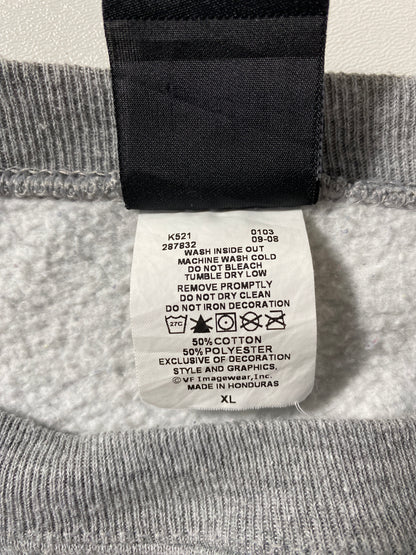 K521 0103
287832 09-08
WASH INSIDE OUT
MACHINE WASH COLD
DO NOT BLEACH
TUMBLE DRY LOW
REMOVE PROMPTLY
DO NOT DRY CLEAN
DO NOT IRON DECORATION
27C
50% COTTON
50% POLYESTER
EXCLUSIVE OF DECORATION
STYLE AND GRAPHICS,
©VF Imagewear, Inc.
MADE IN HONDURAS
XL